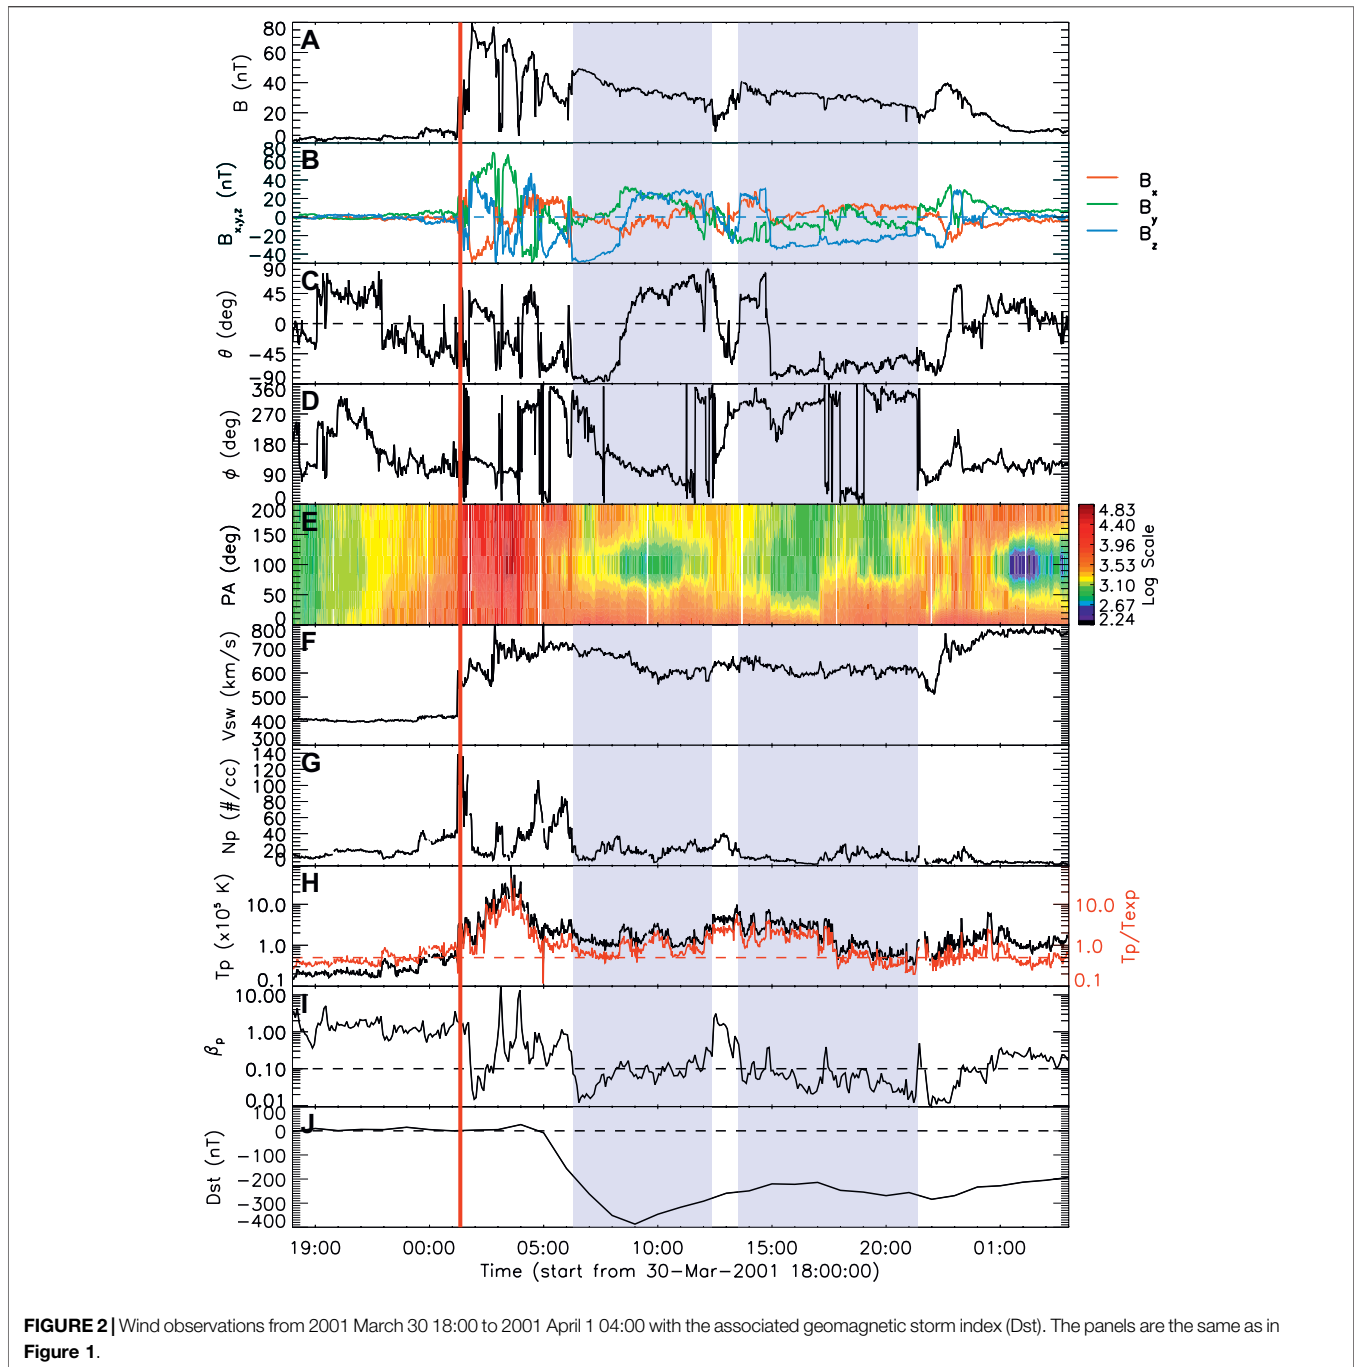 A
B (nT)
80
60
40
20
0
B
B x,y,z (nT)
80
60
40
20
0
−20
−40
B x
B y
B z
C
θ (deg)
90
45
0
−45
−90
D
ϕ (deg)
360
270
180
90
0
E
PA (deg)
200
150
100
50
0
4.83
4.40
3.96
3.53
3.10
2.67
2.24
Log Scale
F
Vsw (km/s)
800
700
600
500
400
300
G
Np (#/cc)
140
120
100
80
60
40
20
0
H
Tp (x10⁵ K)
10.0
1.0
0.1
10.0
1.0
0.1
Tp/Texp
I
βp
10.00
1.00
0.10
0.01
J
Dst (nT)
100
0
−100
−200
−300
−400
19:00 00:00 05:00 10:00 15:00 20:00 01:00
Time (start from 30−Mar−2001 18:00:00)
FIGURE 2 | Wind observations from 2001 March 30 18:00 to 2001 April 1 04:00 with the associated geomagnetic storm index (Dst). The panels are the same as in
Figure 1.